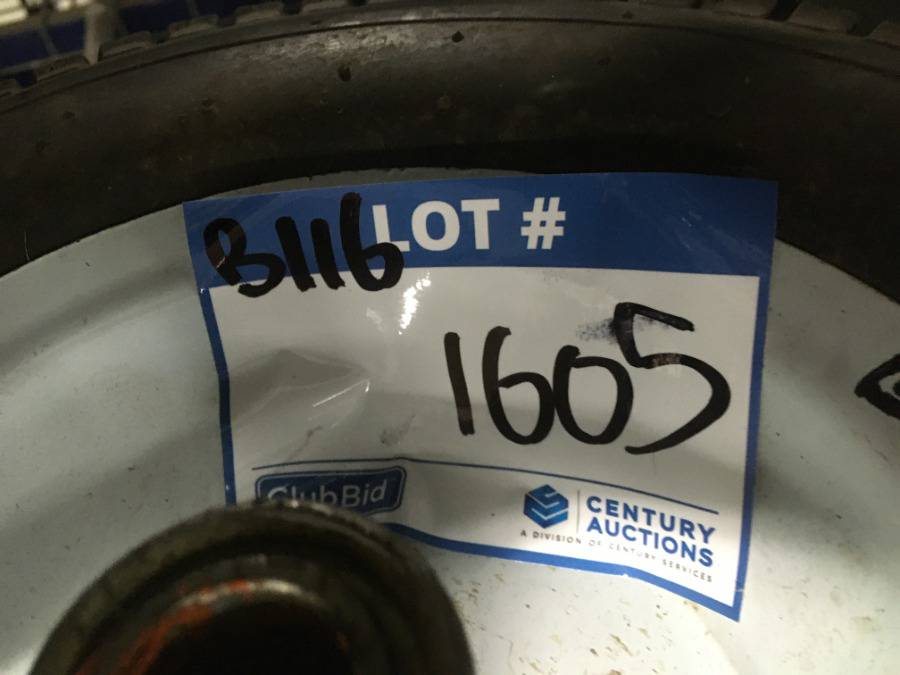 B116 LOT #
1605
ClubBid
CENTURY
AUCTIONS
A DIVISION OF CENTURY SERVICES